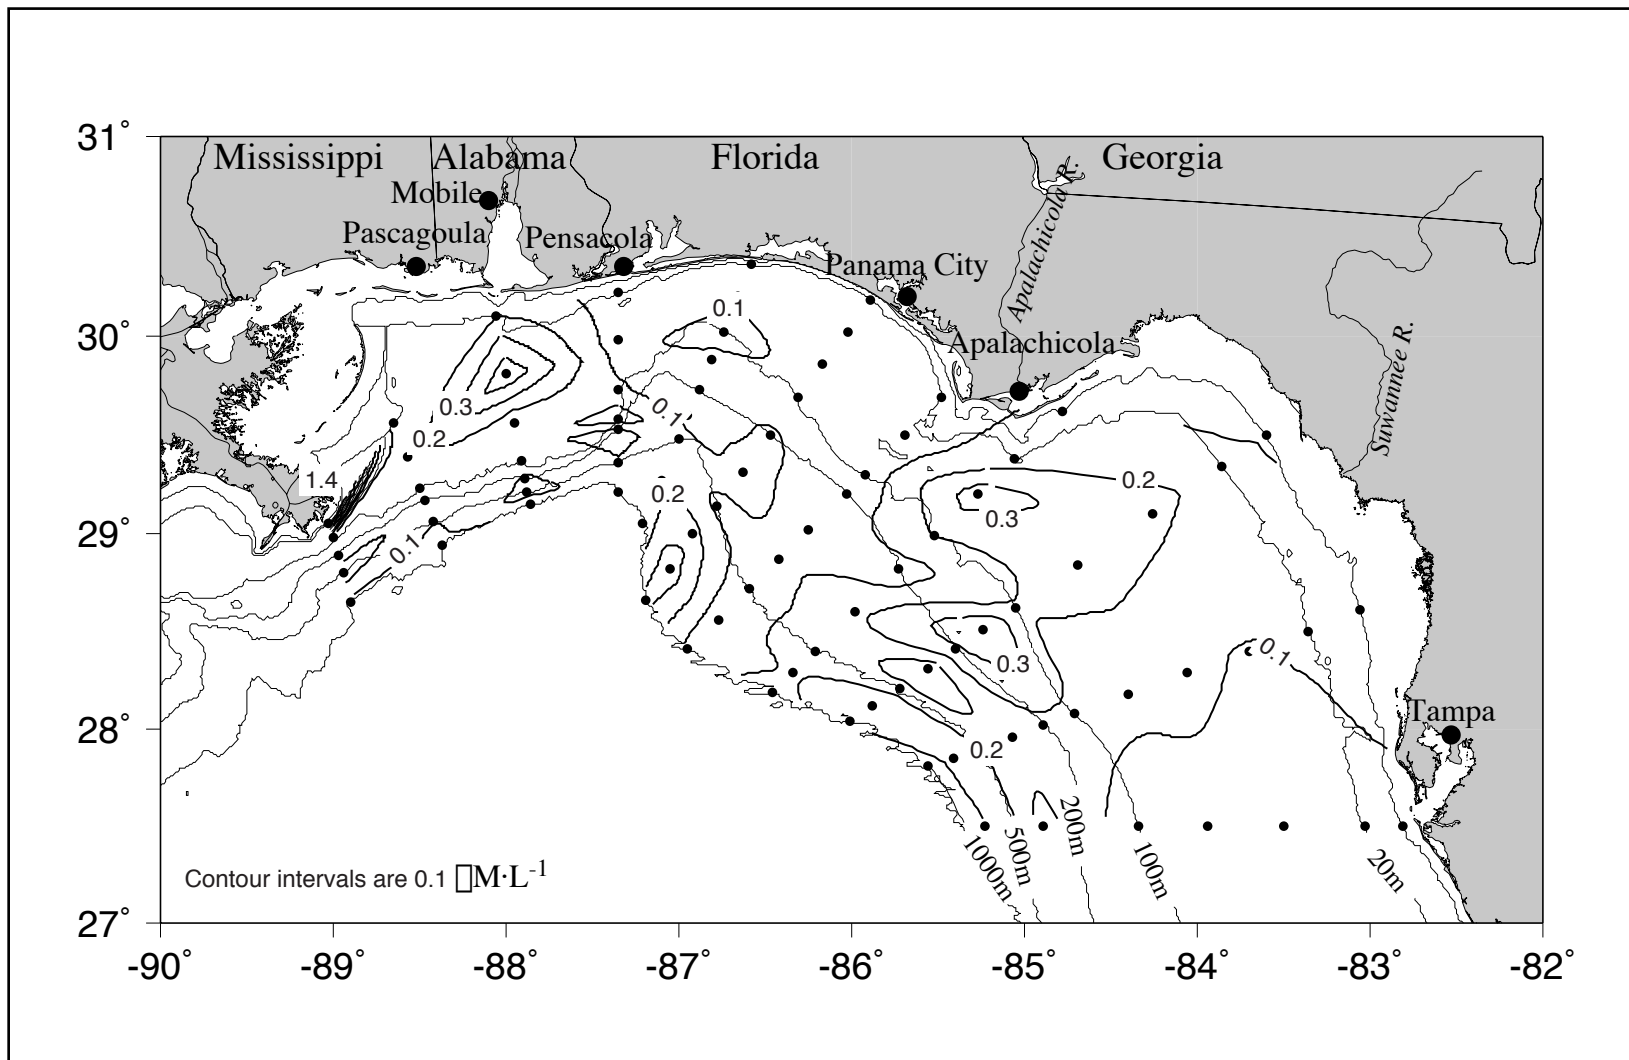 31°
Mississippi Alabama Florida Georgia
Mobile
Apalachicola R.
Pascagoula Pensacola
Panama City
0.1
30°
Apalachicola
Suwannee R.
0.3
0.1
0.2
1.4
0.2
0.2
0.3
29°
0.1
0.1
0.3
Tampa
28°
0.2
200m
500m
1000m
100m
20m
Contour intervals are 0.1 □M·L-1
27°
-90° -89° -88° -87° -86° -85° -84° -83° -82°